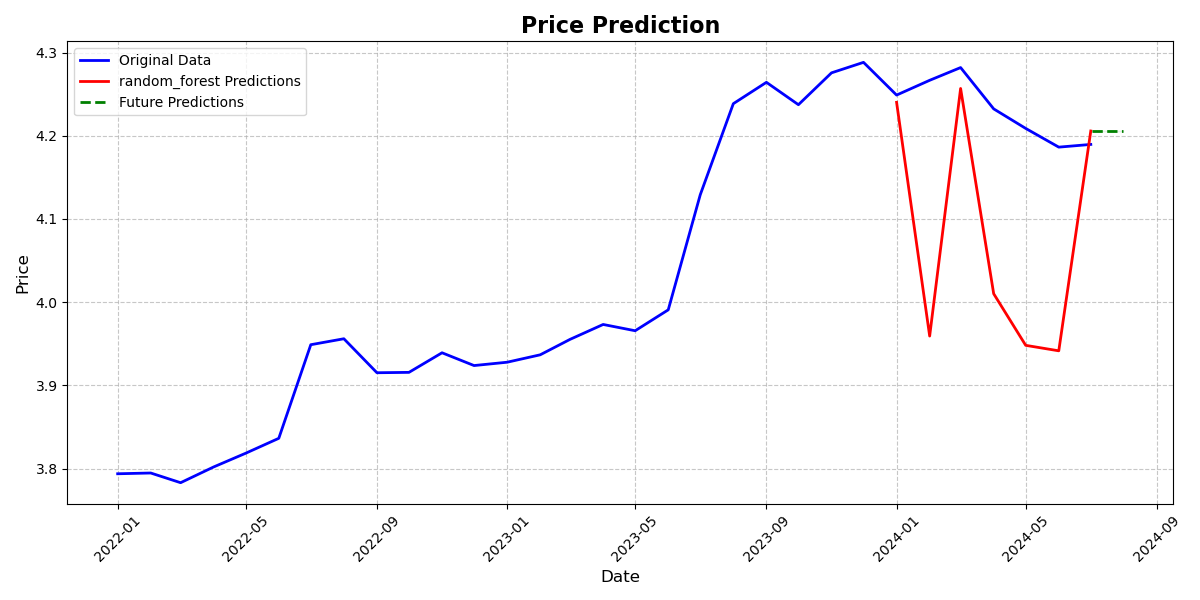 Price Prediction
Original Data
random_forest Predictions
Future Predictions
Price
4.3
4.2
4.1
4.0
3.9
3.8
2022-01
2022-05
2022-09
2023-01
2023-05
2023-09
2024-01
2024-05
2024-09
Date